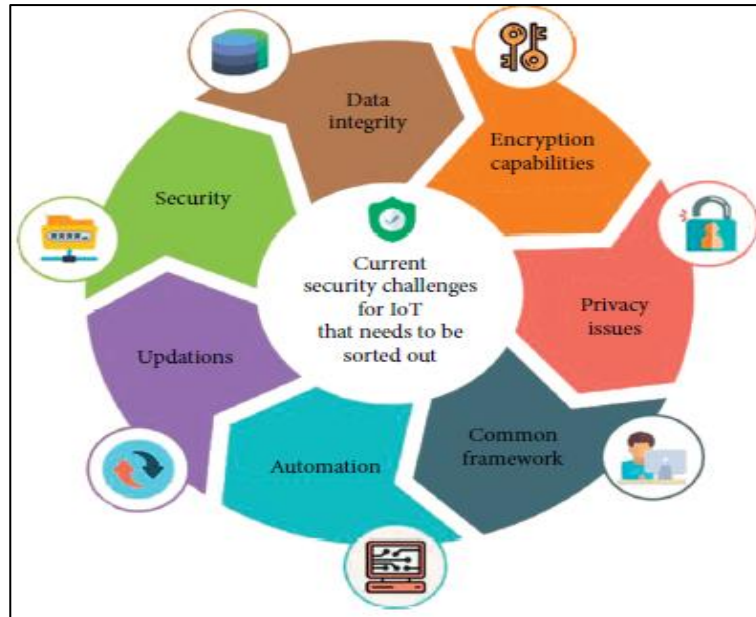 Data
integrity
Encryption
capabilities
Privacy
issues
Common
framework
Automation
Updations
Security
Current
security challenges
for IoT
that needs to be
sorted out